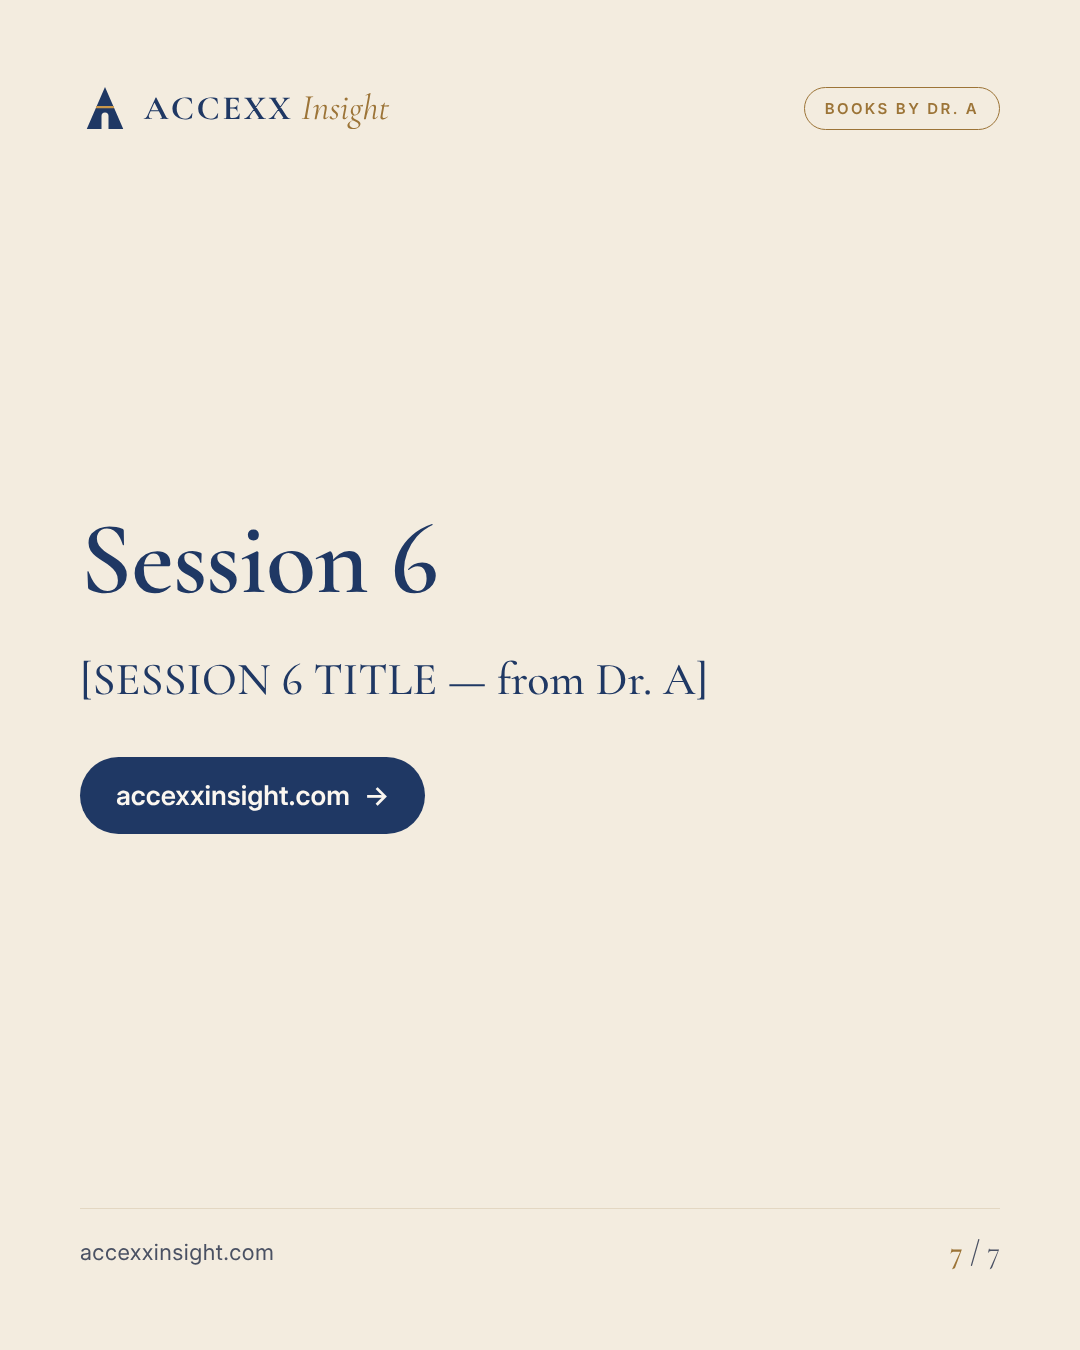 ACCEXX Insight
BOOKS BY DR. A
Session 6
[SESSION 6 TITLE — from Dr. A]
accexxinsight.com →
accexxinsight.com
7 / 7